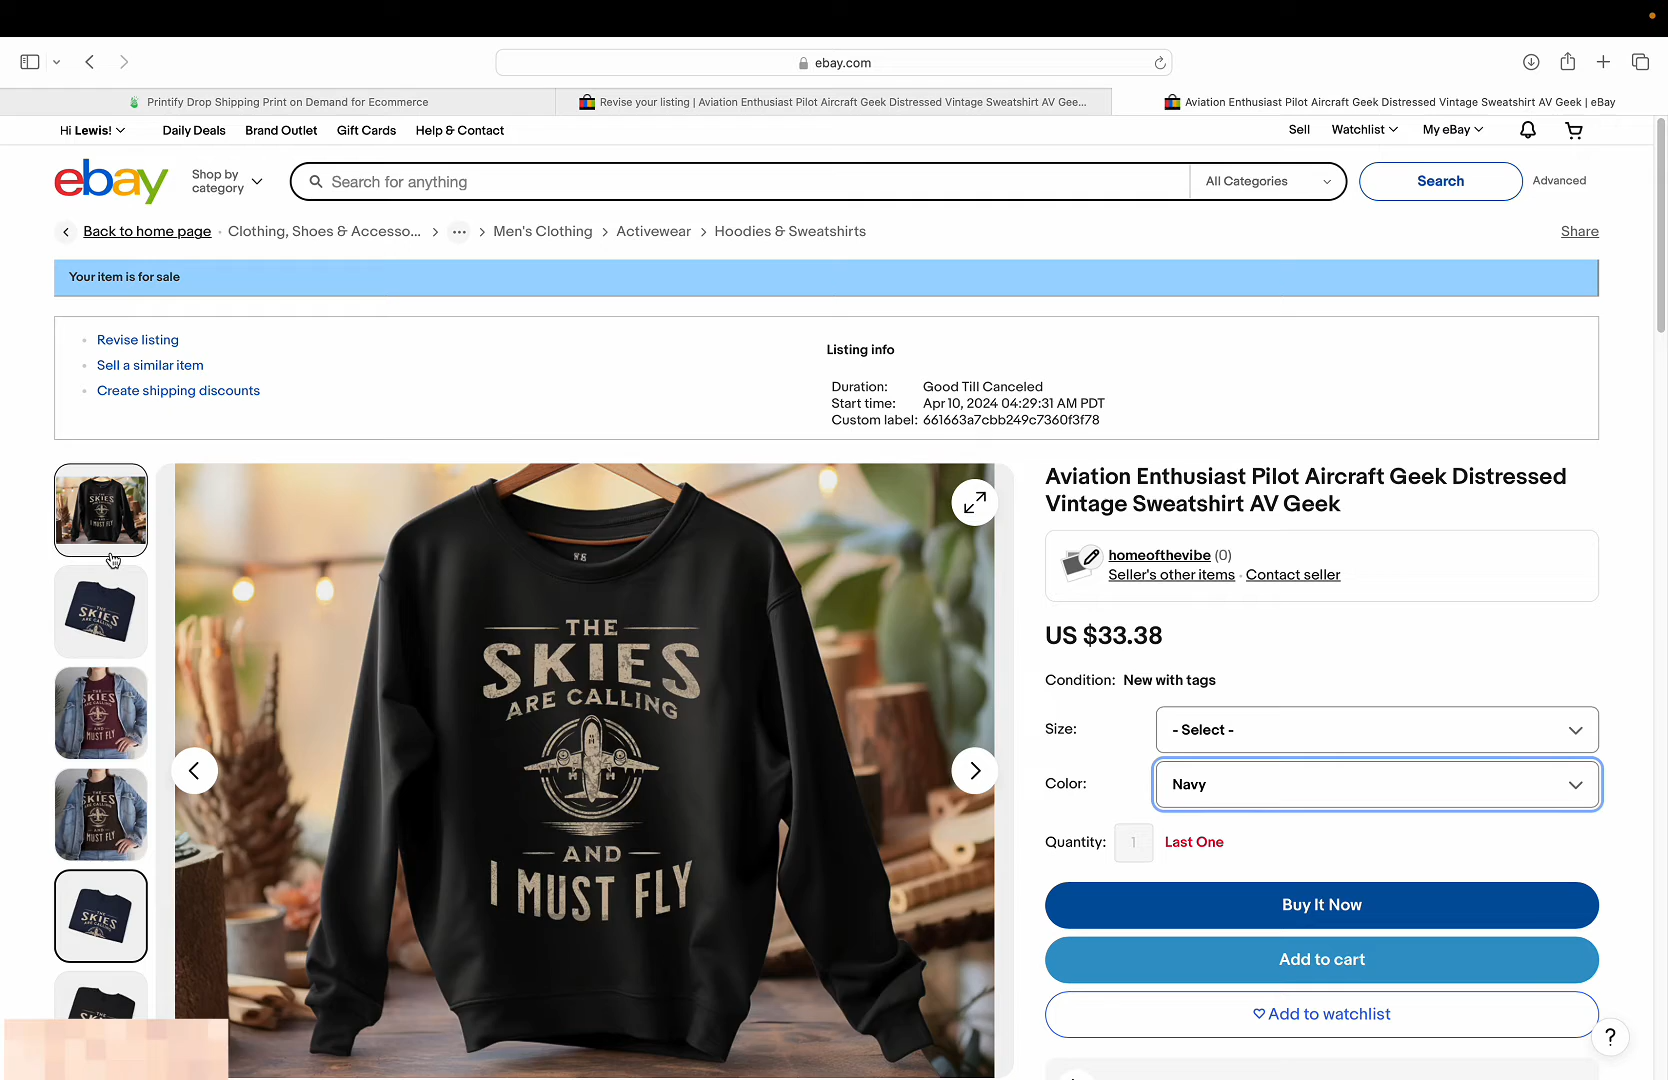 ebay.com
Printify Drop Shipping Print on Demand for Ecommerce
Revise your listing | Aviation Enthusiast Pilot Aircraft Geek Distressed Vintage Sweatshirt AV Gee...
Aviation Enthusiast Pilot Aircraft Geek Distressed Vintage Sweatshirt AV Geek | eBay
Hi Lewis!
Daily Deals
Brand Outlet
Gift Cards
Help & Contact
Sell
Watchlist
My eBay
ebay
Shop by category
Search for anything
All Categories
Search
Advanced
Back to home page
Clothing, Shoes & Accesso...
...
Men's Clothing
Activewear
Hoodies & Sweatshirts
Share
Your item is for sale
Revise listing
Sell a similar item
Create shipping discounts
Listing info
Duration: Good Till Canceled
Start time: Apr 10, 2024 04:29:31 AM PDT
Custom label: 661663a7cbb249c7360f3f78
THE
SKIES
ARE CALLING
AND
I MUST FLY
Aviation Enthusiast Pilot Aircraft Geek Distressed
Vintage Sweatshirt AV Geek
homeofthevibe (0)
Seller's other items · Contact seller
US $33.38
Condition: New with tags
Size: - Select -
Color: Navy
Quantity: 1 Last One
Buy It Now
Add to cart
Add to watchlist
?